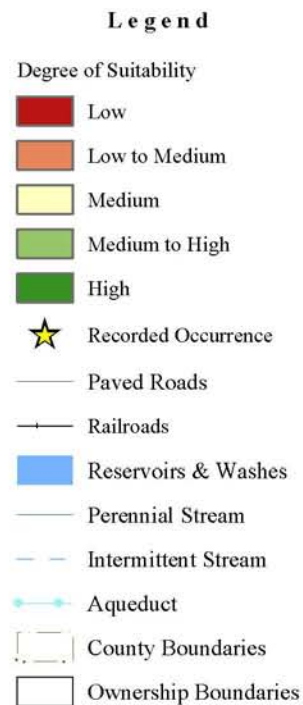 Legend
Degree of Suitability
Low
Low to Medium
Medium
Medium to High
High
Recorded Occurrence
Paved Roads
Railroads
Reservoirs & Washes
Perennial Stream
Intermittent Stream
Aqueduct
County Boundaries
Ownership Boundaries